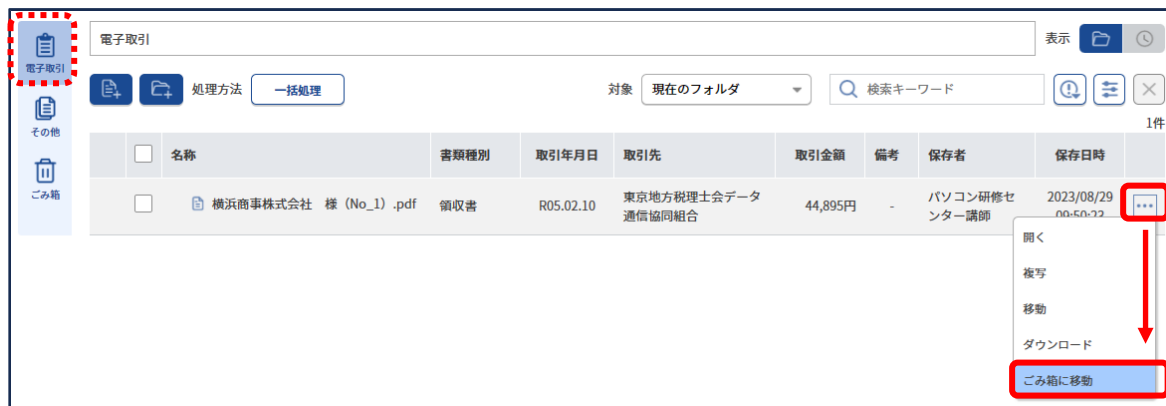 電子取引
表示
電子取引
処理方法
一括処理
対象
現在のフォルダ
検索キーワード
その他
1件
名称
書類種別
取引年月日
取引先
取引金額
備考
保存者
保存日時
ごみ箱
横浜商事株式会社　様（No_1）.pdf
領収書
R05.02.10
東京地方税理士会データ
通信協同組合
44,895円
-
パソコン研修セ
ンター講師
2023/08/29
09:50:23
開く
複写
移動
ダウンロード
ごみ箱に移動